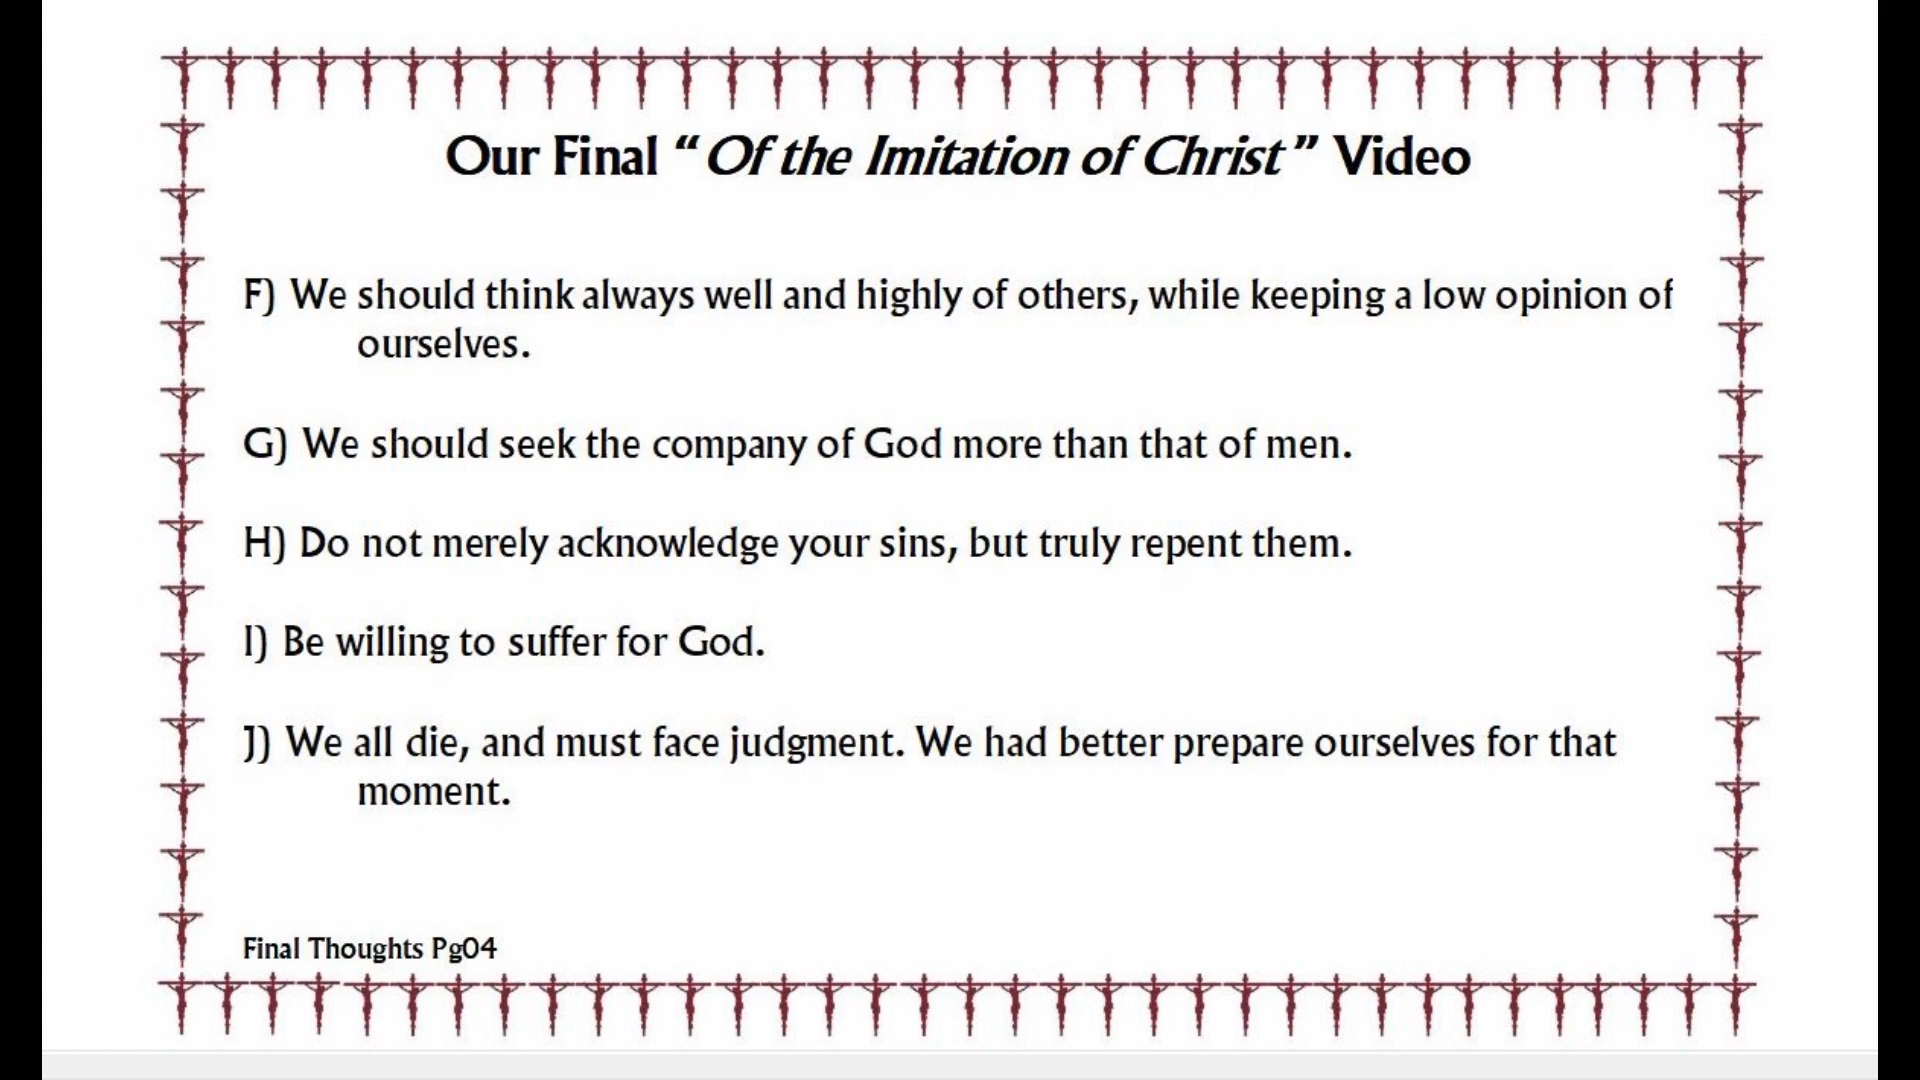 Our Final “Of the Imitation of Christ” Video
F) We should think always well and highly of others, while keeping a low opinion of
ourselves.
G) We should seek the company of God more than that of men.
H) Do not merely acknowledge your sins, but truly repent them.
I) Be willing to suffer for God.
J) We all die, and must face judgment. We had better prepare ourselves for that
moment.
Final Thoughts Pg04